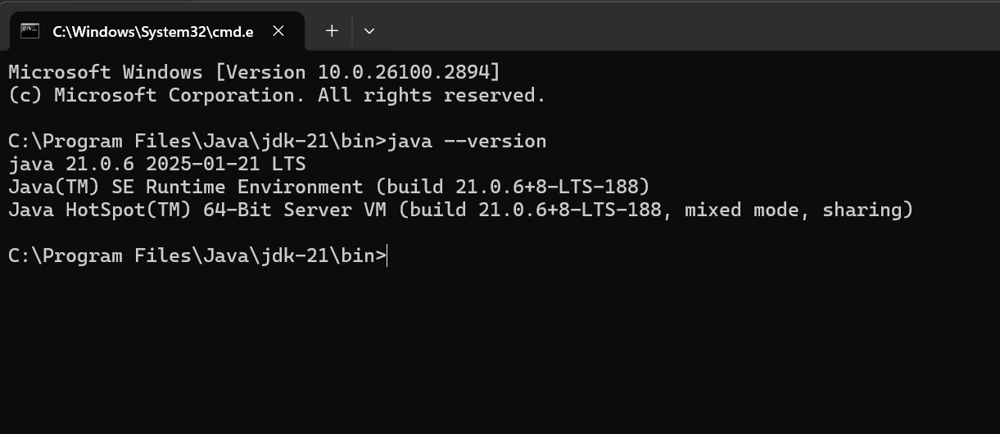 C:\Windows\System32\cmd.e
Microsoft Windows [Version 10.0.26100.2894]
(c) Microsoft Corporation. All rights reserved.
C:\Program Files\Java\jdk-21\bin>java --version
java 21.0.6 2025-01-21 LTS
Java(TM) SE Runtime Environment (build 21.0.6+8-LTS-188)
Java HotSpot(TM) 64-Bit Server VM (build 21.0.6+8-LTS-188, mixed mode, sharing)
C:\Program Files\Java\jdk-21\bin>